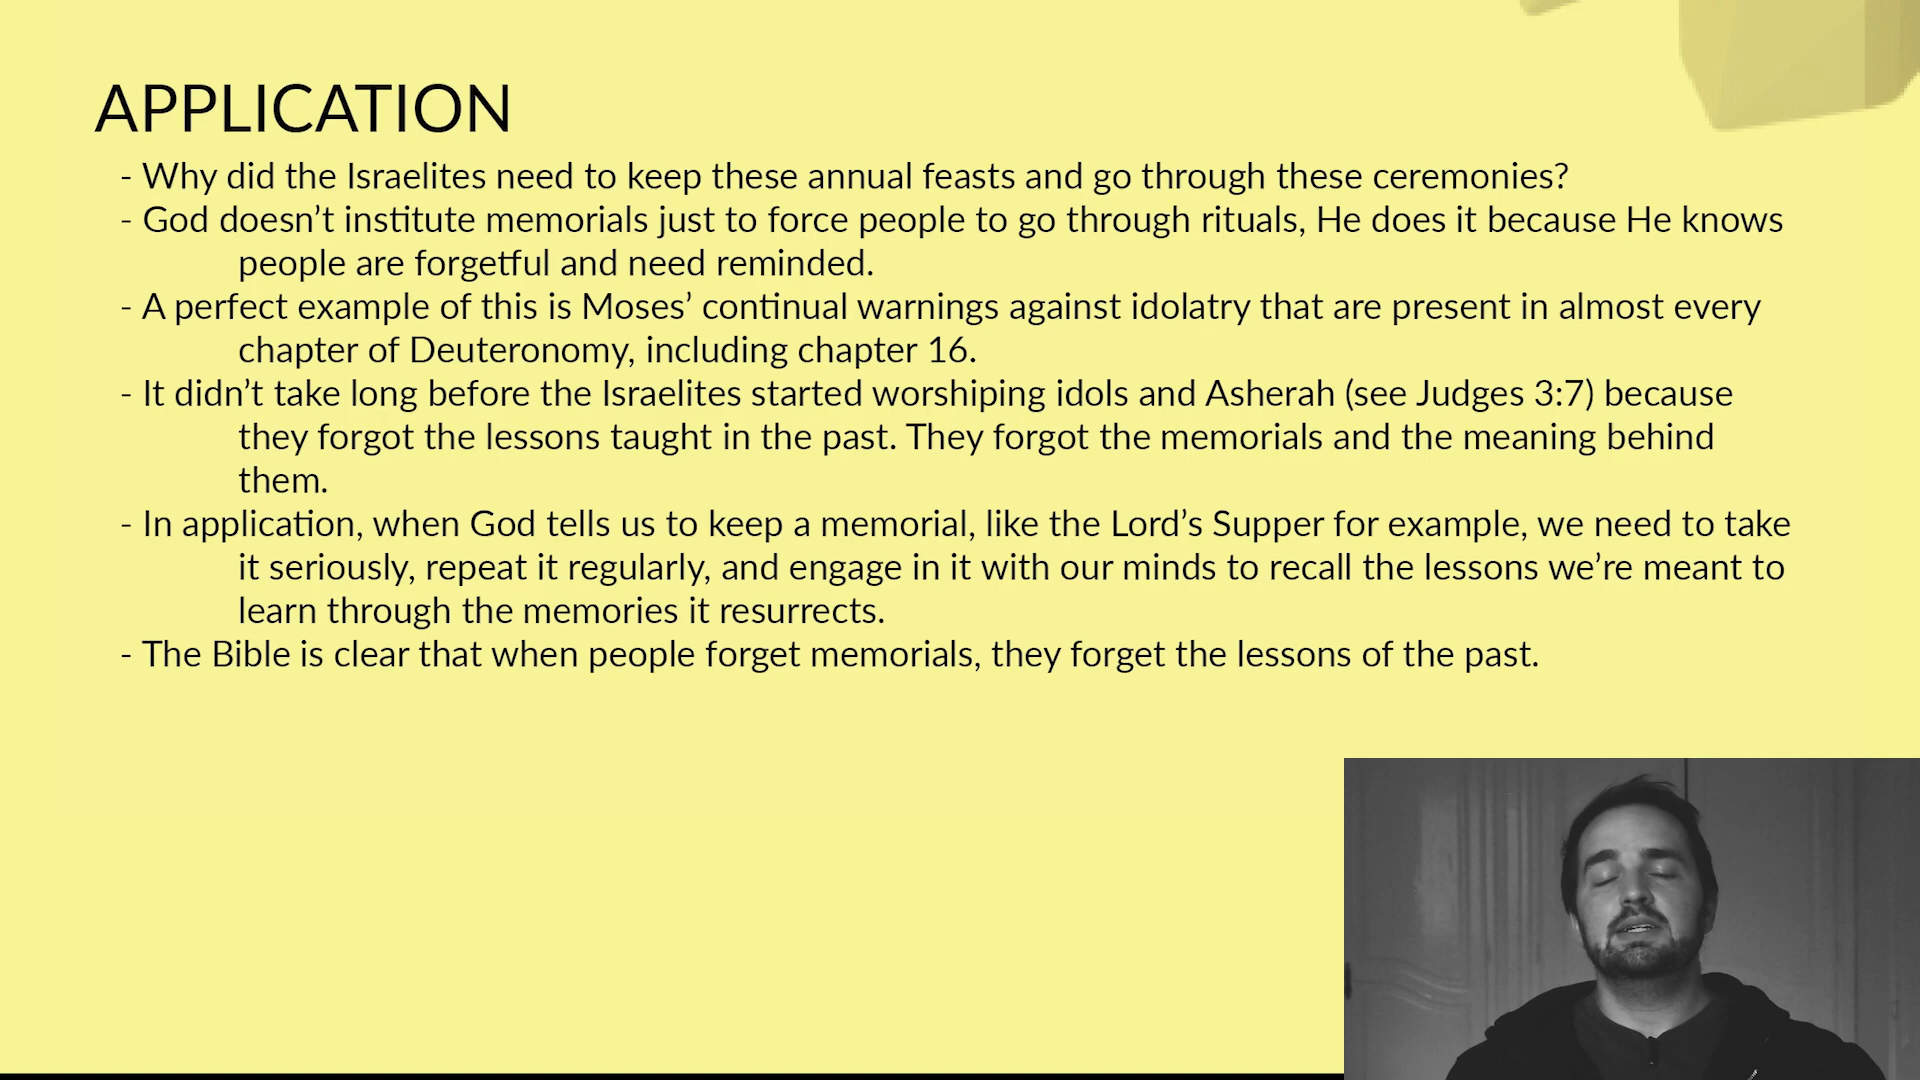 APPLICATION
- Why did the Israelites need to keep these annual feasts and go through these ceremonies?
- God doesn’t institute memorials just to force people to go through rituals, He does it because He knows
people are forgetful and need reminded.
- A perfect example of this is Moses’ continual warnings against idolatry that are present in almost every
chapter of Deuteronomy, including chapter 16.
- It didn’t take long before the Israelites started worshiping idols and Asherah (see Judges 3:7) because
they forgot the lessons taught in the past. They forgot the memorials and the meaning behind
them.
- In application, when God tells us to keep a memorial, like the Lord’s Supper for example, we need to take
it seriously, repeat it regularly, and engage in it with our minds to recall the lessons we’re meant to
learn through the memories it resurrects.
- The Bible is clear that when people forget memorials, they forget the lessons of the past.